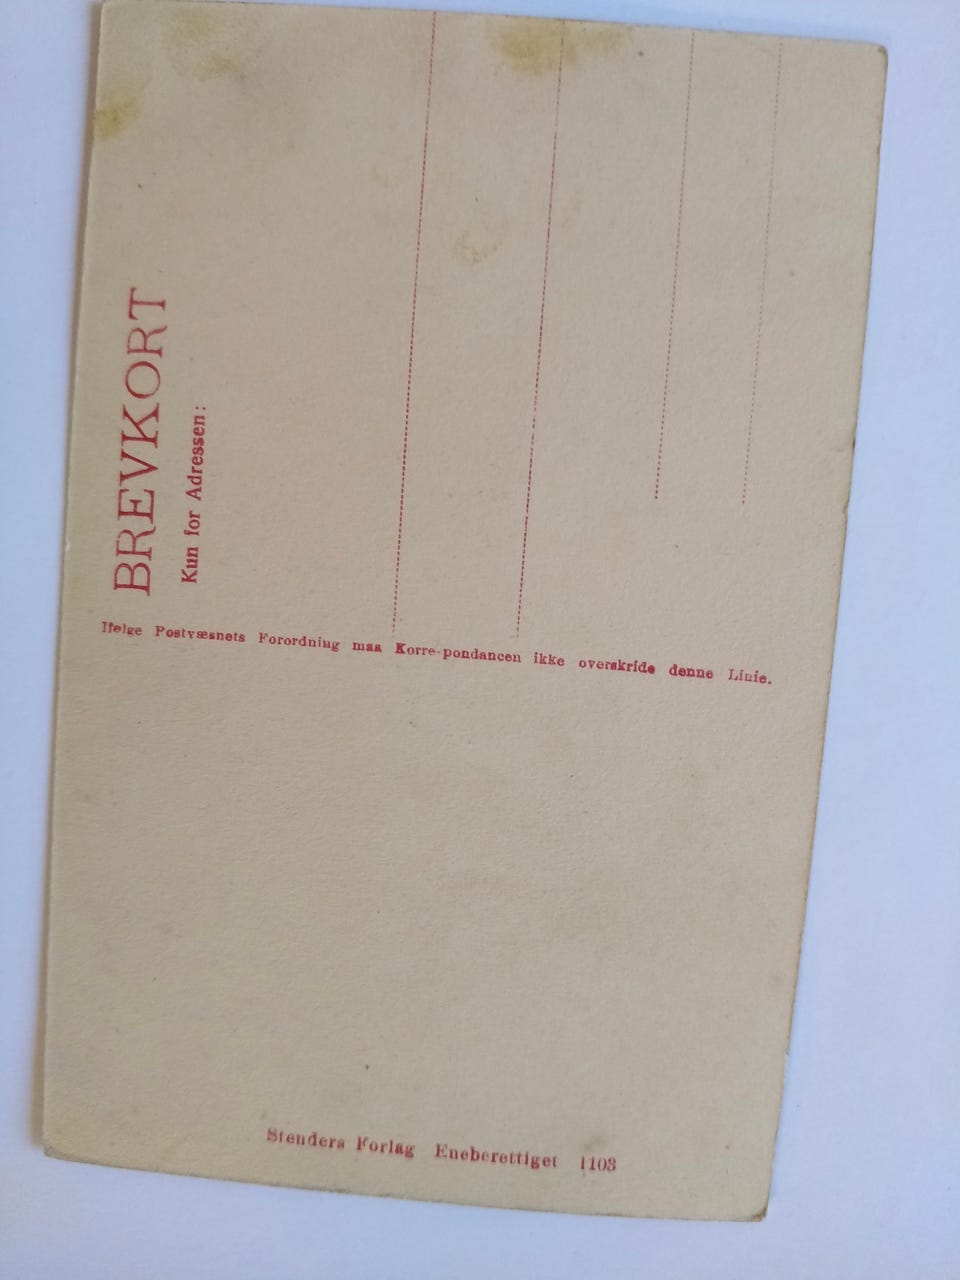 BREVKORT
Kun for Adressen:
Ifølge Postvæsnets Forordning maa Korre-pondancen ikke overskride denne Linie.
Stenders Forlag Eneberettiget 1103